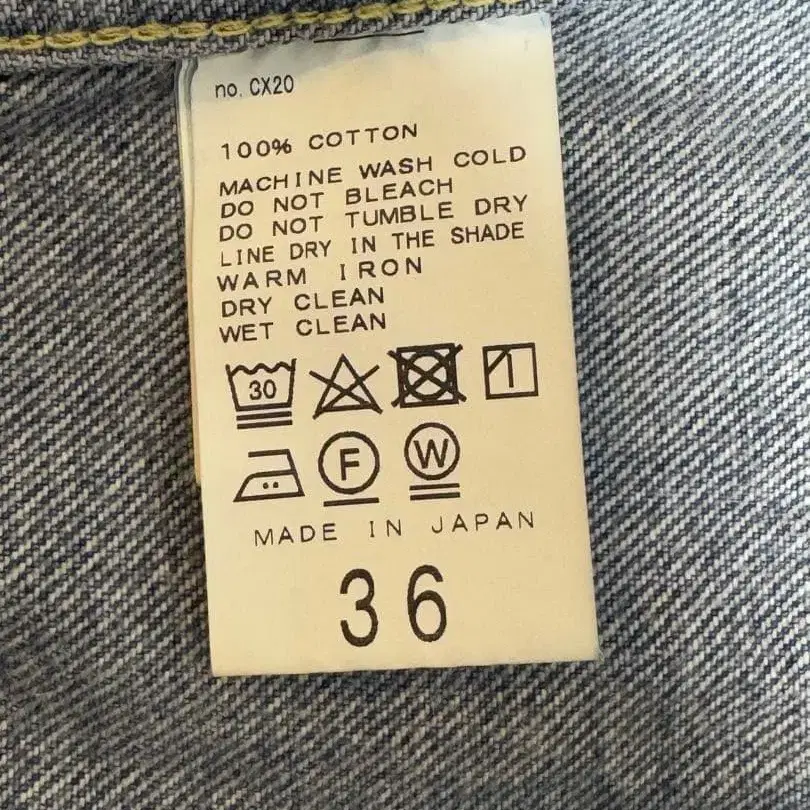 no. CX20
100% COTTON
MACHINE WASH COLD
DO NOT BLEACH
DO NOT TUMBLE DRY
LINE DRY IN THE SHADE
WARM IRON
DRY CLEAN
WET CLEAN
30
F W
MADE IN JAPAN
36